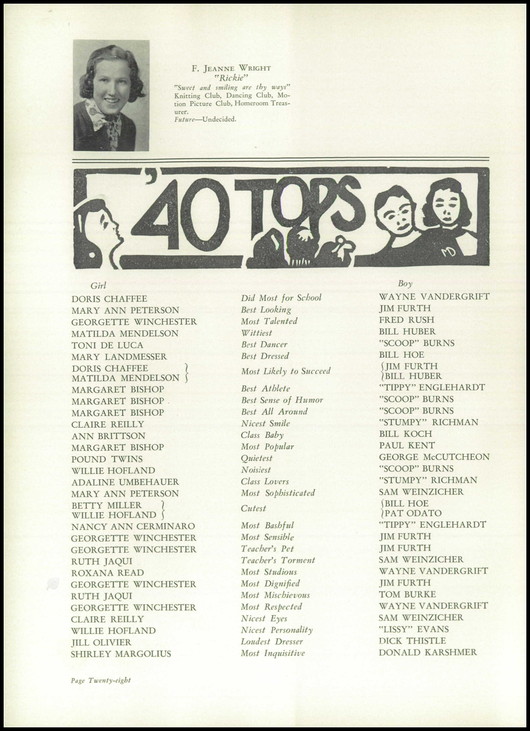 F. JEANNE WRIGHT
"Rickie"
"Sweet and smiling are thy ways"
Knitting Club, Dancing Club, Mo-
tion Picture Club, Homeroom Treas-
urer.
Future—Undecided.
'40 TOPS
MD
Girl Boy
DORIS CHAFFEE Did Most for School WAYNE VANDERGRIFT
MARY ANN PETERSON Best Looking JIM FURTH
GEORGETTE WINCHESTER Most Talented FRED RUSH
MATILDA MENDELSON Wittiest BILL HUBER
TONI DE LUCA Best Dancer "SCOOP" BURNS
MARY LANDMESSER Best Dressed BILL HOE
DORIS CHAFFEE } Most Likely to Succeed {JIM FURTH
MATILDA MENDELSON } {BILL HUBER
MARGARET BISHOP Best Athlete "TIPPY" ENGLEHARDT
MARGARET BISHOP Best Sense of Humor "SCOOP" BURNS
MARGARET BISHOP Best All Around "SCOOP" BURNS
CLAIRE REILLY Nicest Smile "STUMPY" RICHMAN
ANN BRITTSON Class Baby BILL KOCH
MARGARET BISHOP Most Popular PAUL KENT
POUND TWINS Quietest GEORGE McCUTCHEON
WILLIE HOFLAND Noisiest "SCOOP" BURNS
ADALINE UMBEHAUER Class Lovers "STUMPY" RICHMAN
MARY ANN PETERSON Most Sophisticated SAM WEINZICHER
BETTY MILLER } Cutest {BILL HOE
WILLIE HOFLAND } {PAT ODATO
NANCY ANN CERMINARO Most Bashful "TIPPY" ENGLEHARDT
GEORGETTE WINCHESTER Most Sensible JIM FURTH
GEORGETTE WINCHESTER Teacher's Pet JIM FURTH
RUTH JAQUI Teacher's Torment SAM WEINZICHER
ROXANA READ Most Studious WAYNE VANDERGRIFT
GEORGETTE WINCHESTER Most Dignified JIM FURTH
RUTH JAQUI Most Mischievous TOM BURKE
GEORGETTE WINCHESTER Most Respected WAYNE VANDERGRIFT
CLAIRE REILLY Nicest Eyes SAM WEINZICHER
WILLIE HOFLAND Nicest Personality "LISSY" EVANS
JILL OLIVIER Loudest Dresser DICK THISTLE
SHIRLEY MARGOLIUS Most Inquisitive DONALD KARSHMER
Page Twenty-eight